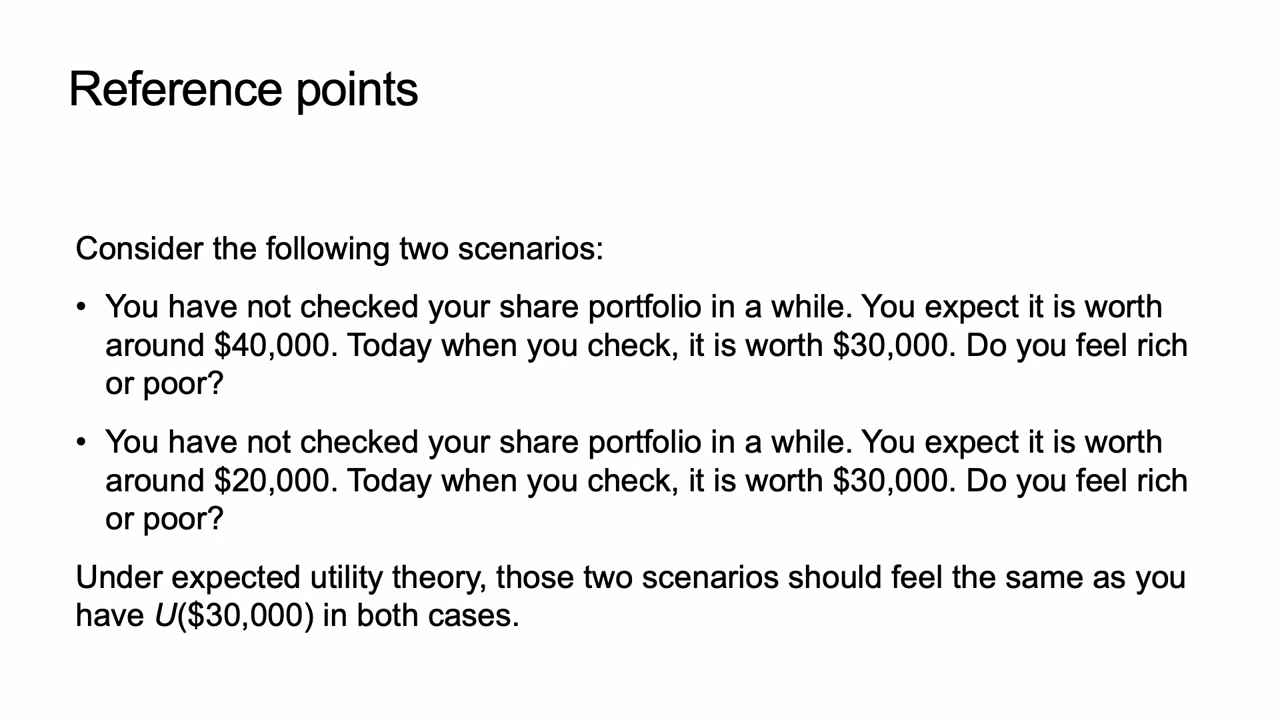 Reference points
Consider the following two scenarios:
• You have not checked your share portfolio in a while. You expect it is worth
around $40,000. Today when you check, it is worth $30,000. Do you feel rich
or poor?
• You have not checked your share portfolio in a while. You expect it is worth
around $20,000. Today when you check, it is worth $30,000. Do you feel rich
or poor?
Under expected utility theory, those two scenarios should feel the same as you
have U($30,000) in both cases.